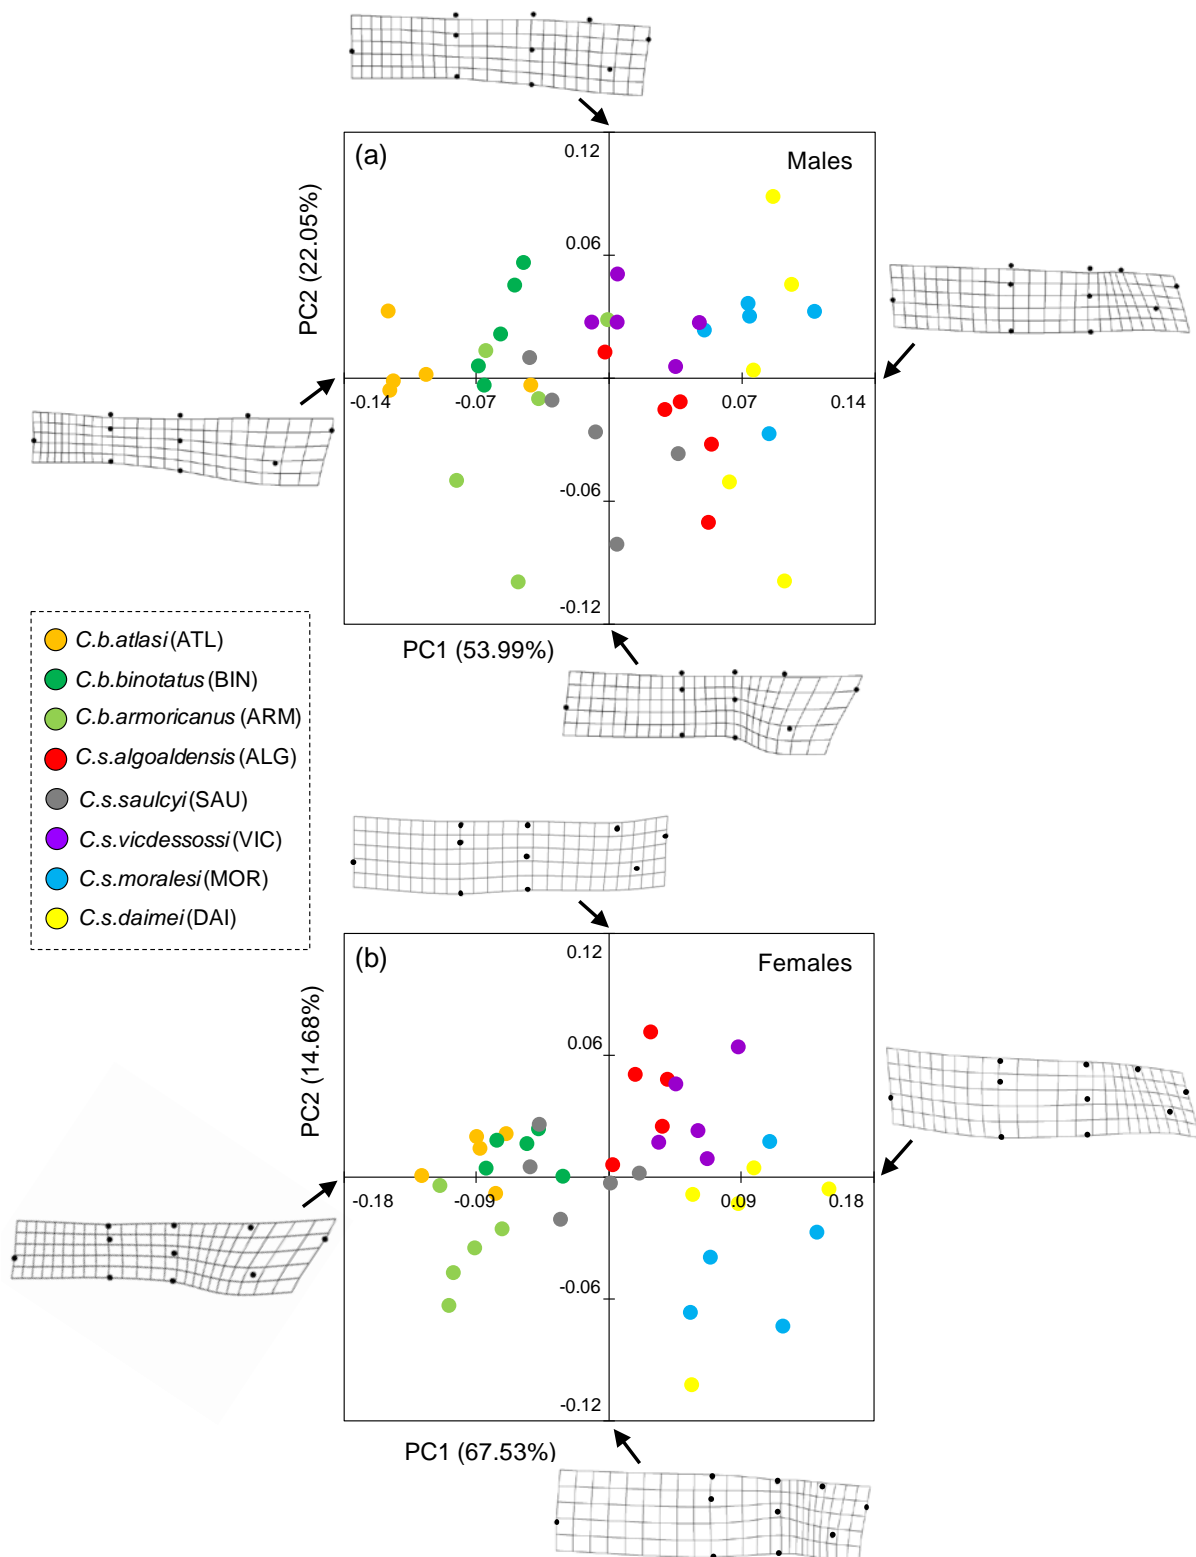 (a)
Males
0.12
0.06
PC2 (22.05%)
-0.14
-0.07
0.07
0.14
-0.06
-0.12
PC1 (53.99%)
C.b.atlasi (ATL)
C.b.binotatus (BIN)
C.b.armoricanus (ARM)
C.s.algoaldensis (ALG)
C.s.saulcyi (SAU)
C.s.vicdessossi (VIC)
C.s.moralesi (MOR)
C.s.daimei (DAI)
(b)
Females
0.12
0.06
PC2 (14.68%)
-0.18
-0.09
0.09
0.18
-0.06
-0.12
PC1 (67.53%)